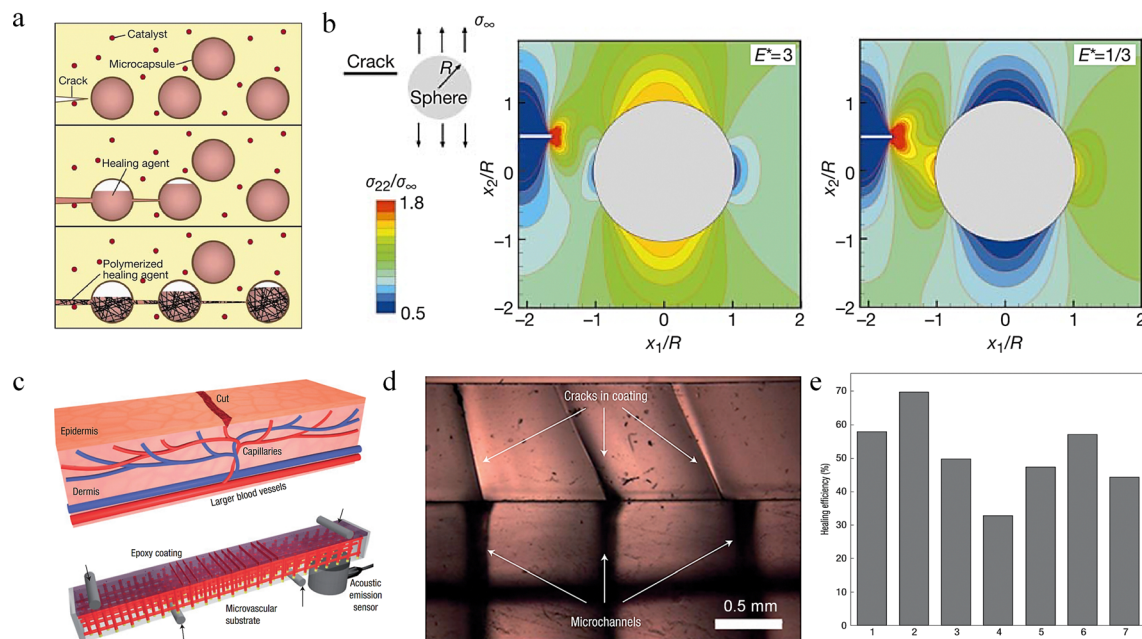 a
Catalyst
Microcapsule
Crack
Healing agent
Polymerized
healing agent
b
σ∞
Crack
R
Sphere
σ22/σ∞
1.8
0.5
E*=3
x2/R
1
0
−1
−2
−2 −1 0 1 2
x1/R
E*=1/3
x2/R
1
0
−1
−2
−2 −1 0 1 2
x1/R
c
Cut
Epidermis
Capillaries
Dermis
Larger blood vessels
Epoxy coating
Microvascular
substrate
Acoustic
emission
sensor
d
Cracks in coating
Microchannels
0.5 mm
e
Healing efficiency (%)
80
70
60
50
40
30
20
10
0
1 2 3 4 5 6 7